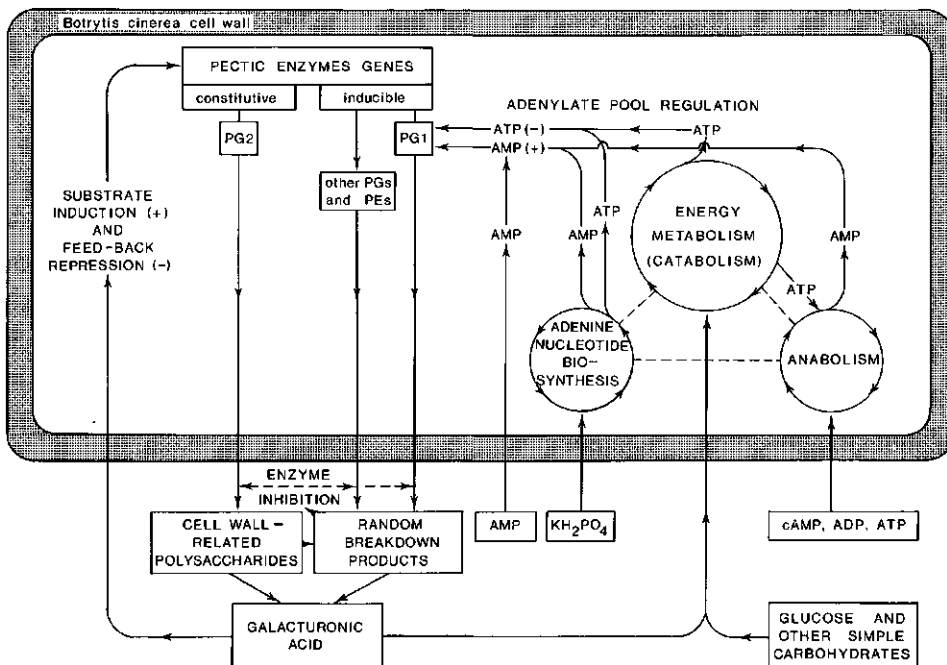 Botrytis cinerea cell wall
PECTIC ENZYMES GENES
constitutive
inducible
ADENYLATE POOL REGULATION
PG2
PG1
ATP (-)
ATP
AMP (+)
other PGs
and PEs
SUBSTRATE
INDUCTION (+)
AND
FEED-BACK
REPRESSION (-)
AMP
AMP
ATP
ENERGY
METABOLISM
(CATABOLISM)
AMP
ATP
ADENINE
NUCLEOTIDE
BIO-
SYNTHESIS
ANABOLISM
ENZYME
INHIBITION
CELL WALL-
RELATED
POLYSACCHARIDES
RANDOM
BREAKDOWN
PRODUCTS
AMP
KH2PO4
cAMP, ADP, ATP
GALACTURONIC
ACID
GLUCOSE AND
OTHER SIMPLE
CARBOHYDRATES